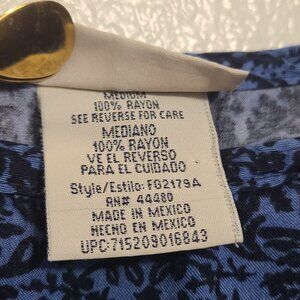 MEDIUM
100% RAYON
SEE REVERSE FOR CARE
MEDIANO
100% RAYON
VE EL REVERSO
PARA EL CUIDADO
Style/Estilo: FG2179A
RN# 44480
MADE IN MEXICO
HECHO EN MEXICO
UPC:715209016843